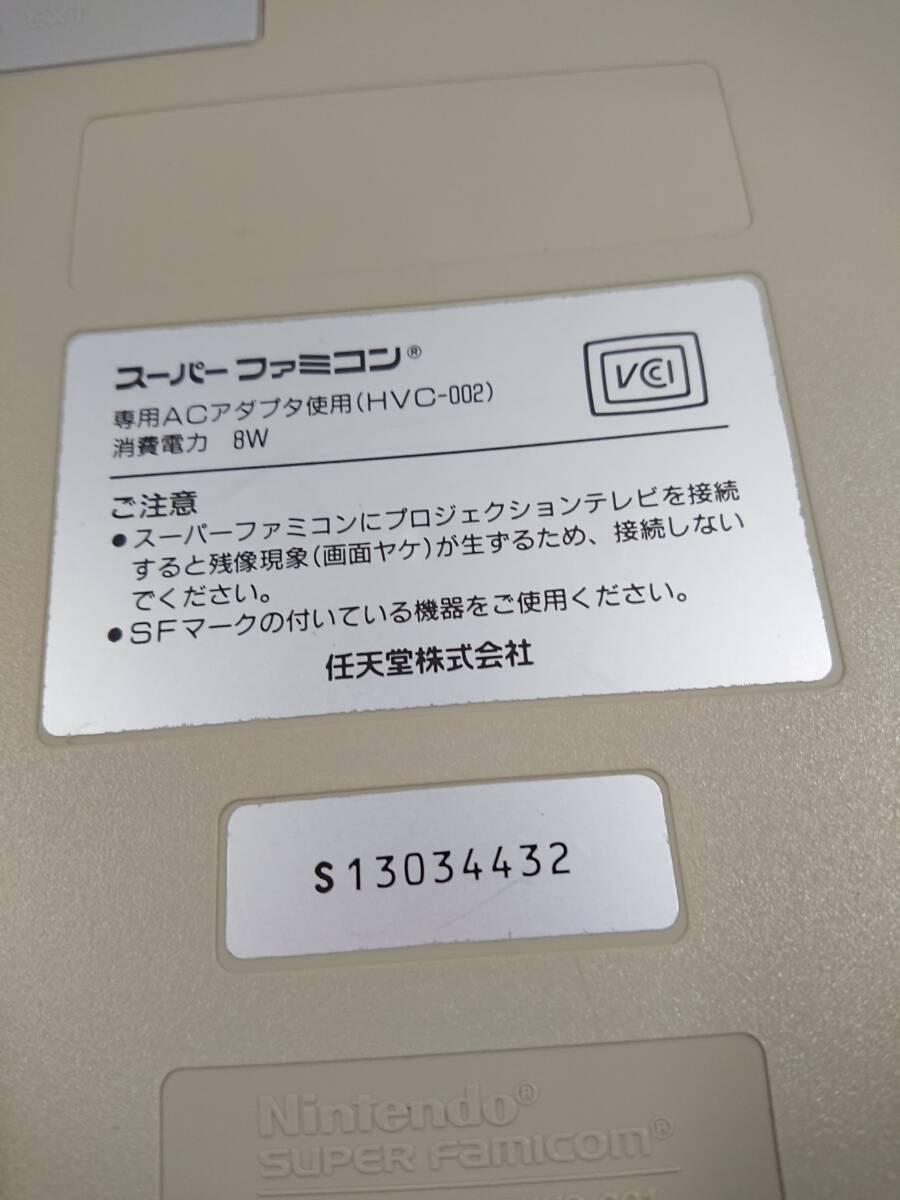 EXT
スーパーファミコン®
専用ACアダプタ使用(HVC-002)
消費電力 8W
VCCI
ご注意
●スーパーファミコンにプロジェクションテレビを接続
すると残像現象(画面ヤケ)が生ずるため、接続しない
でください。
●SFマークの付いている機器をご使用ください。
任天堂株式会社
S13034432
Nintendo®
SUPER FAMICOM®